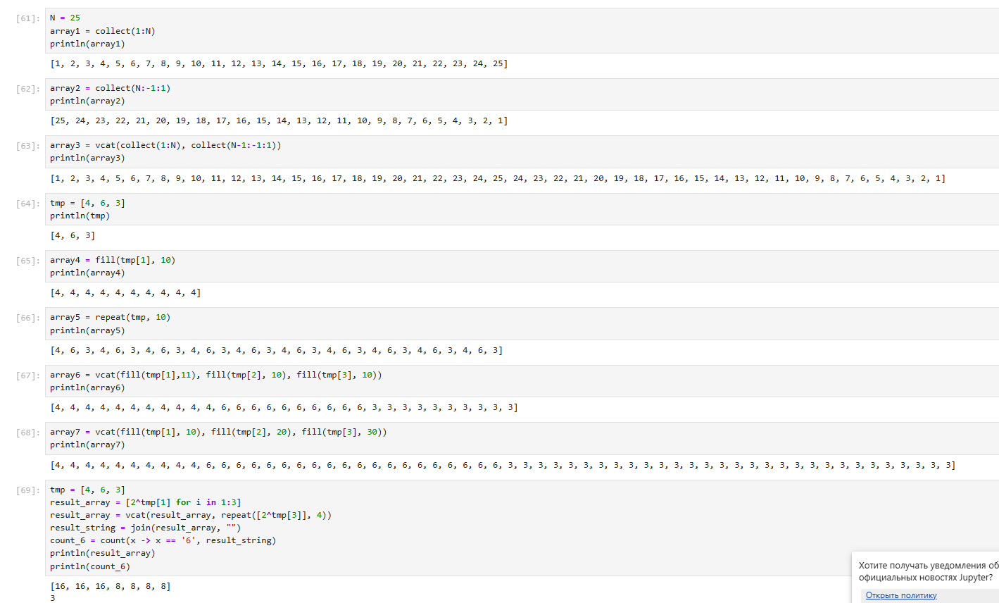 [61]: N = 25
array1 = collect(1:N)
println(array1)
[1, 2, 3, 4, 5, 6, 7, 8, 9, 10, 11, 12, 13, 14, 15, 16, 17, 18, 19, 20, 21, 22, 23, 24, 25]
[62]: array2 = collect(N:-1:1)
println(array2)
[25, 24, 23, 22, 21, 20, 19, 18, 17, 16, 15, 14, 13, 12, 11, 10, 9, 8, 7, 6, 5, 4, 3, 2, 1]
[63]: array3 = vcat(collect(1:N), collect(N-1:-1:1))
println(array3)
[1, 2, 3, 4, 5, 6, 7, 8, 9, 10, 11, 12, 13, 14, 15, 16, 17, 18, 19, 20, 21, 22, 23, 24, 25, 24, 23, 22, 21, 20, 19, 18, 17, 16, 15, 14, 13, 12, 11, 10, 9, 8, 7, 6, 5, 4, 3, 2, 1]
[64]: tmp = [4, 6, 3]
println(tmp)
[4, 6, 3]
[65]: array4 = fill(tmp[1], 10)
println(array4)
[4, 4, 4, 4, 4, 4, 4, 4, 4, 4]
[66]: array5 = repeat(tmp, 10)
println(array5)
[4, 6, 3, 4, 6, 3, 4, 6, 3, 4, 6, 3, 4, 6, 3, 4, 6, 3, 4, 6, 3, 4, 6, 3, 4, 6, 3, 4, 6, 3]
[67]: array6 = vcat(fill(tmp[1],11), fill(tmp[2], 10), fill(tmp[3], 10))
println(array6)
[4, 4, 4, 4, 4, 4, 4, 4, 4, 4, 4, 6, 6, 6, 6, 6, 6, 6, 6, 6, 6, 3, 3, 3, 3, 3, 3, 3, 3, 3, 3]
[68]: array7 = vcat(fill(tmp[1], 10), fill(tmp[2], 20), fill(tmp[3], 30))
println(array7)
[4, 4, 4, 4, 4, 4, 4, 4, 4, 4, 6, 6, 6, 6, 6, 6, 6, 6, 6, 6, 6, 6, 6, 6, 6, 6, 6, 6, 6, 6, 3, 3, 3, 3, 3, 3, 3, 3, 3, 3, 3, 3, 3, 3, 3, 3, 3, 3, 3, 3, 3, 3, 3, 3, 3, 3, 3, 3, 3, 3]
[69]: tmp = [4, 6, 3]
result_array = [2^tmp[1] for i in 1:3]
result_array = vcat(result_array, repeat([2^tmp[3]], 4))
result_string = join(result_array, "")
count_6 = count(x -> x == '6', result_string)
println(result_array)
println(count_6)
[16, 16, 16, 8, 8, 8, 8]
3
Хотите получать уведомления об
официальных новостях Jupyter?
Открыть политику